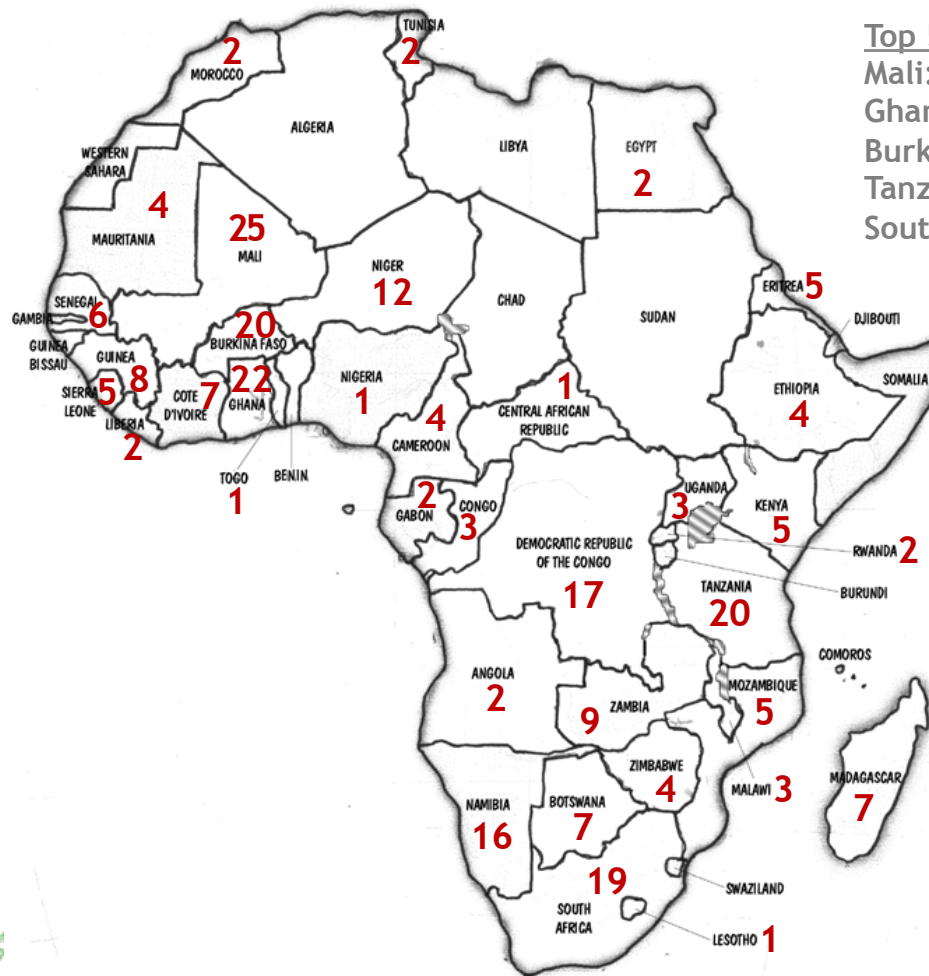 TUNISIA
2
2
MOROCCO
Top
Mali:
Ghan
Burk
Tanz
Sout
ALGERIA
LIBYA
EGYPT
2
WESTERN
SAHARA
4
MAURITANIA
25
MALI
NIGER
12
CHAD
SUDAN
ERITREA 5
DJIBOUTI
SENEGAL
6
GAMBIA
GUINEA
BISSAU
20
BURKINA FASO
GUINEA
8
SIERRA
LEONE
5
COTE
D'IVOIRE
7
22
GHANA
LIBERIA
2
NIGERIA
1
1
CENTRAL AFRICAN
REPUBLIC
ETHIOPIA
4
SOMALIA
4
CAMEROON
TOGO
1
BENIN
2
GABON
CONGO
3
UGANDA
3
KENYA
5
DEMOCRATIC REPUBLIC
OF THE CONGO
17
RWANDA 2
BURUNDI
TANZANIA
20
COMOROS
ANGOLA
2
ZAMBIA
9
MOZAMBIQUE
5
ZIMBABWE
4
MALAWI 3
MADAGASCAR
7
NAMIBIA
16
BOTSWANA
7
19
SOUTH
AFRICA
SWAZILAND
LESOTHO 1